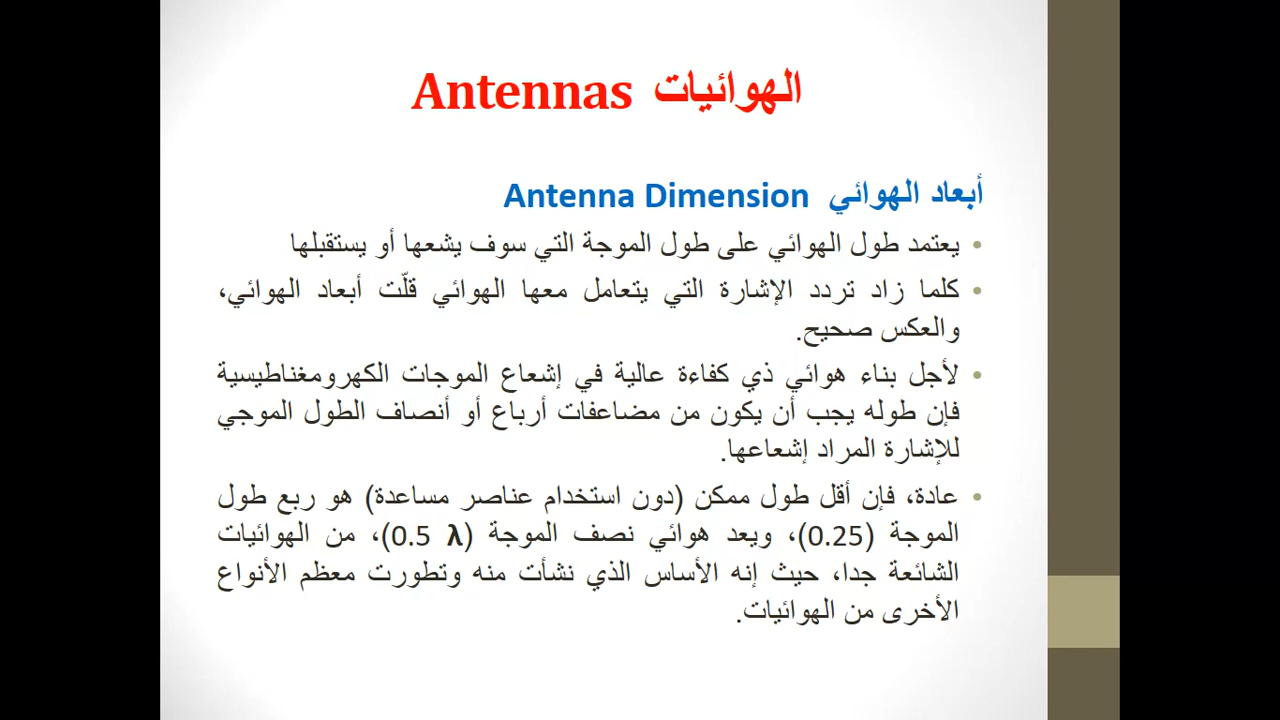 الهوائيات Antennas
أبعاد الهوائي Antenna Dimension
• يعتمد طول الهوائي على طول الموجة التي سوف يشعها أو يستقبلها
• كلما زاد تردد الإشارة التي يتعامل معها الهوائي قلّت أبعاد الهوائي،
والعكس صحيح.
• لأجل بناء هوائي ذي كفاءة عالية في إشعاع الموجات الكهرومغناطيسية
فإن طوله يجب أن يكون من مضاعفات أرباع أو أنصاف الطول الموجي
للإشارة المراد إشعاعها.
• عادة، فإن أقل طول ممكن (دون استخدام عناصر مساعدة) هو ربع طول
الموجة (0.25)، ويعد هوائي نصف الموجة (0.5 λ)، من الهوائيات
الشائعة جدا، حيث إنه الأساس الذي نشأت منه وتطورت معظم الأنواع
الأخرى من الهوائيات.